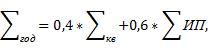 ∑год = 0,4 * ∑кв + 0,6 * ∑ИП,